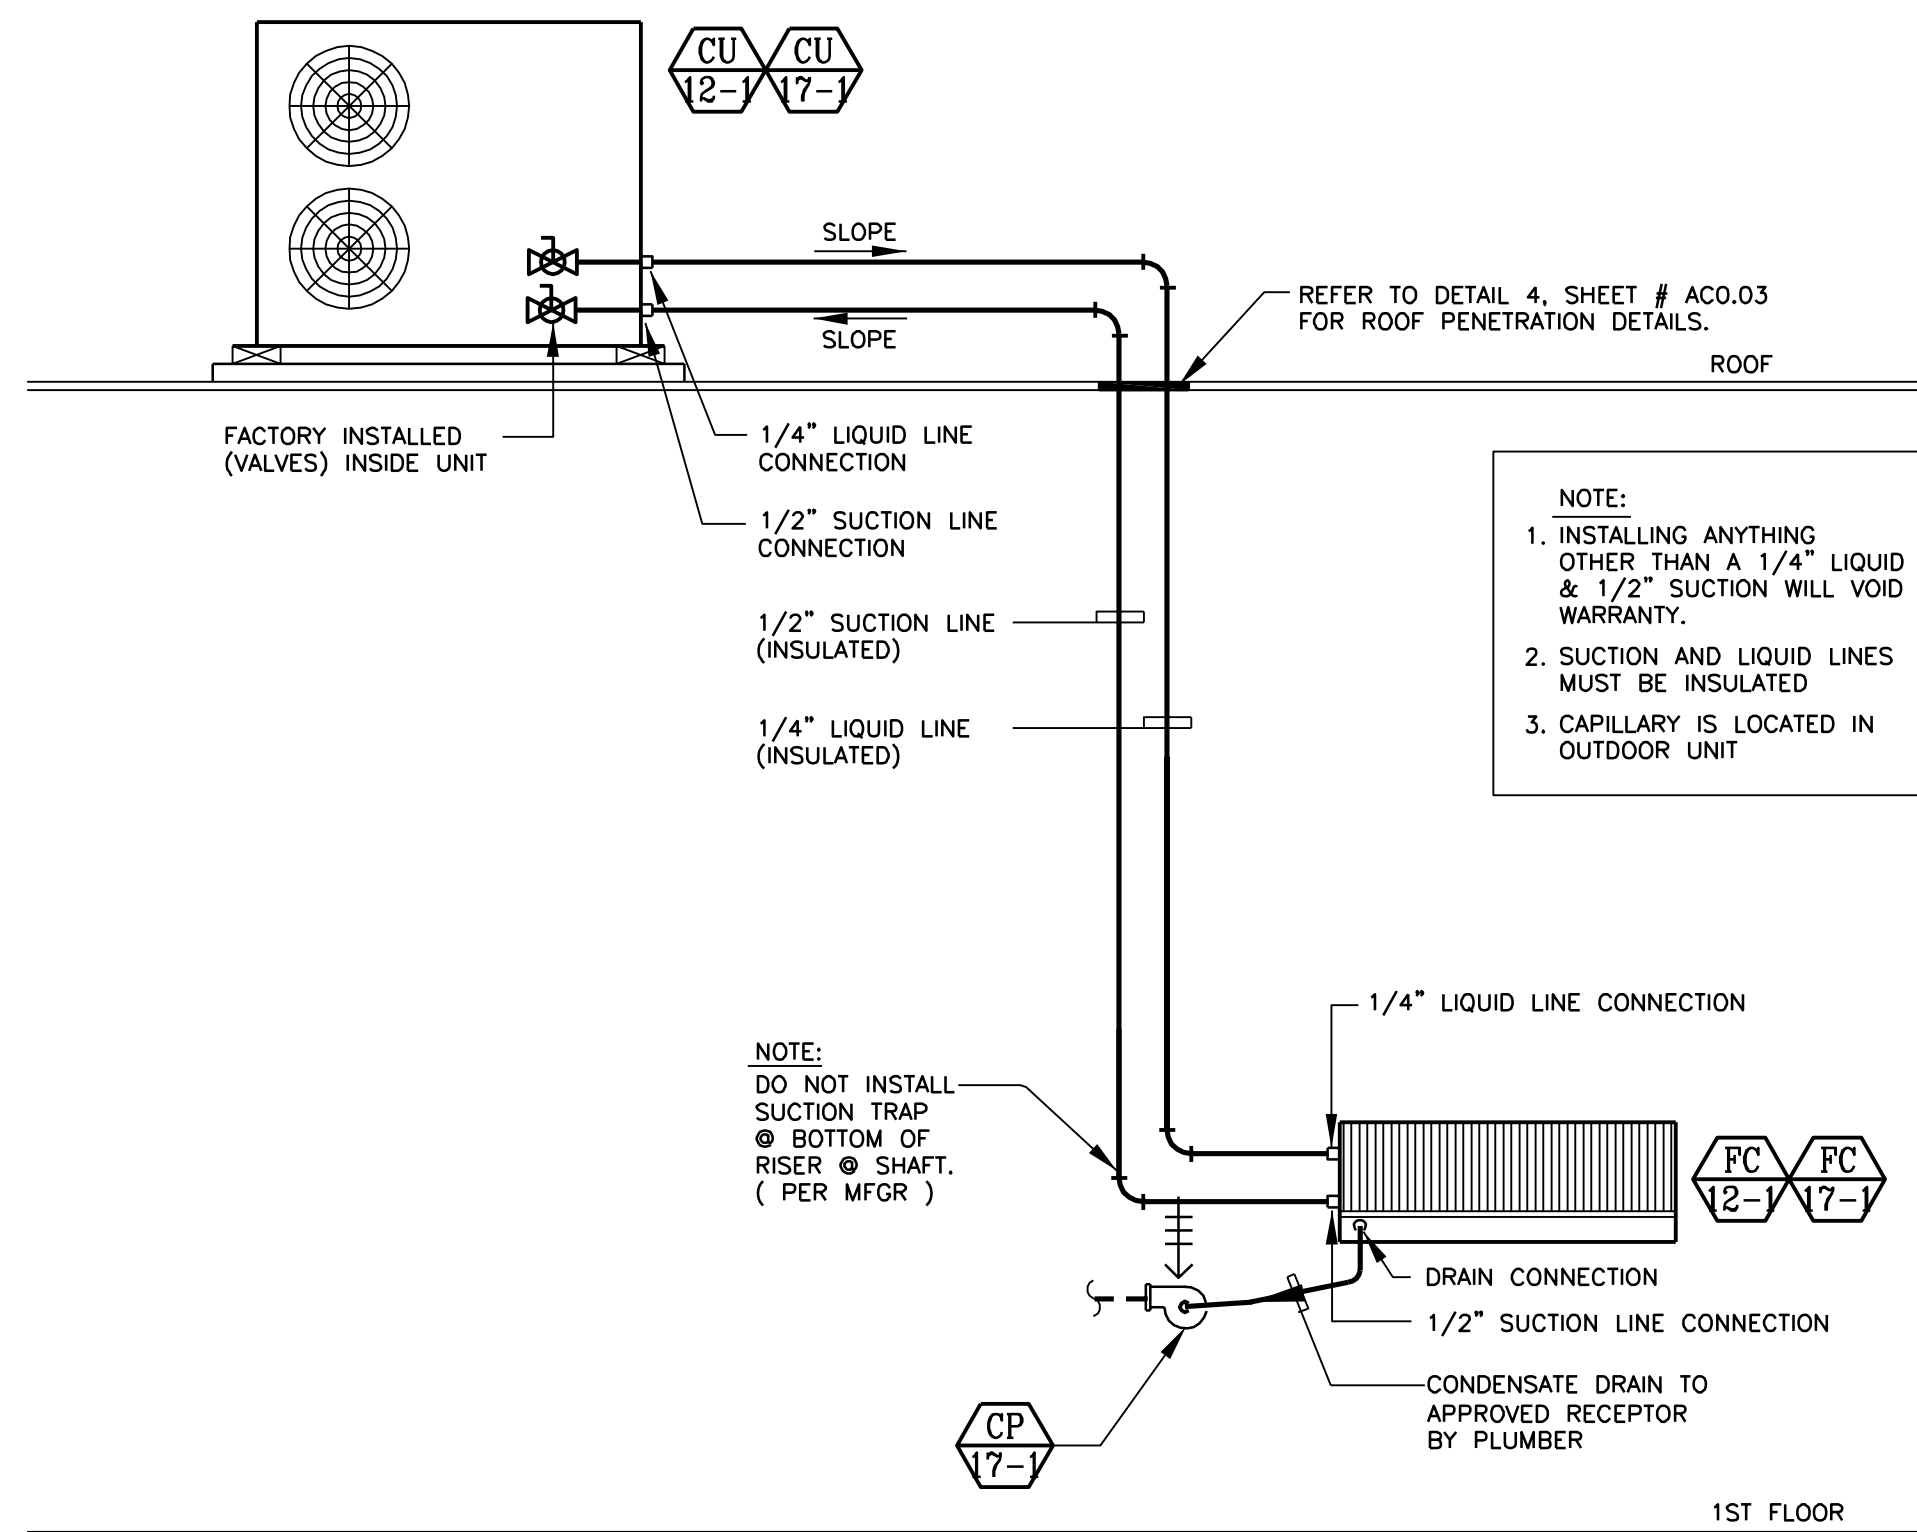 CU CU
12-1 17-1
SLOPE
SLOPE
REFER TO DETAIL 4, SHEET # AC0.03
FOR ROOF PENETRATION DETAILS.
ROOF
FACTORY INSTALLED
(VALVES) INSIDE UNIT
1/4" LIQUID LINE
CONNECTION
1/2" SUCTION LINE
CONNECTION
1/2" SUCTION LINE
(INSULATED)
1/4" LIQUID LINE
(INSULATED)
NOTE:
1. INSTALLING ANYTHING
OTHER THAN A 1/4" LIQUID
& 1/2" SUCTION WILL VOID
WARRANTY.
2. SUCTION AND LIQUID LINES
MUST BE INSULATED
3. CAPILLARY IS LOCATED IN
OUTDOOR UNIT
1/4" LIQUID LINE CONNECTION
NOTE:
DO NOT INSTALL
SUCTION TRAP
@ BOTTOM OF
RISER @ SHAFT.
( PER MFGR )
FC FC
12-1 17-1
DRAIN CONNECTION
1/2" SUCTION LINE CONNECTION
CONDENSATE DRAIN TO
APPROVED RECEPTOR
BY PLUMBER
CP
17-1
1ST FLOOR